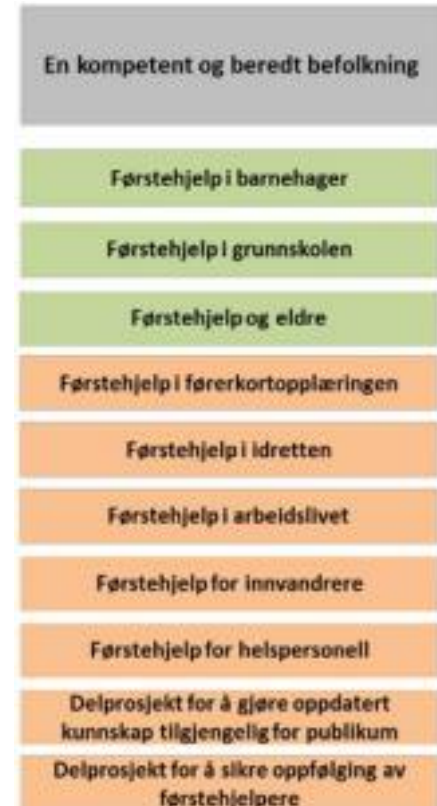 En kompetent og beredt befolkning
Førstehjelp i barnehager
Førstehjelp i grunnskolen
Førstehjelp og eldre
Førstehjelp i førerkortopplæringen
Førstehjelp i idretten
Førstehjelp i arbeidslivet
Førstehjelp for innvandrere
Førstehjelp for helspersonell
Delprosjekt for å gjøre oppdatert
kunnskap tilgjengelig for publikum
Delprosjekt for å sikre oppfølging av
førstehjelpere